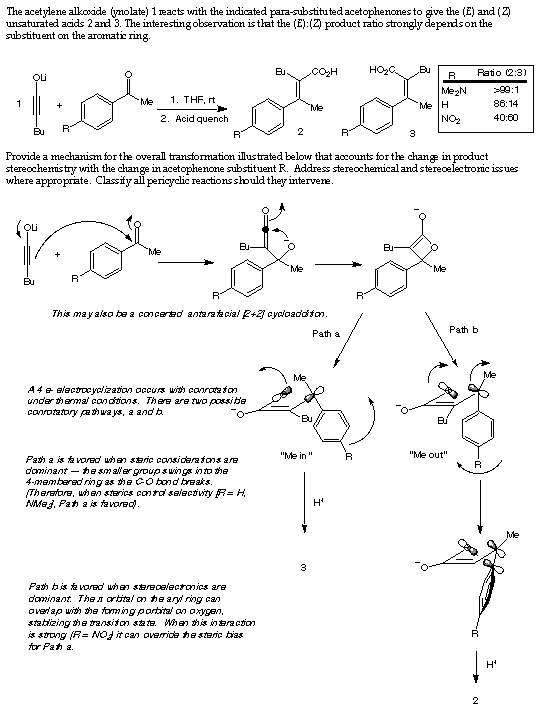 The acetylene alkoxide (ynolate) 1 reacts with the indicated para-substituted acetophenones to give the (E) and (Z)
unsaturated acids 2 and 3. The interesting observation is that the (E):(Z) product ratio strongly depends on the
substituent on the aromatic ring.
OLi
1
Bu
+
O
Me
R
1. THF, rt
2. Acid quench
Bu
CO₂H
Me
R
2
HO₂C
Bu
Me
R
3
R Ratio (2:3)
Me₂N >99:1
H 86:14
NO₂ 40:60
Provide a mechanism for the overall transformation illustrated below that accounts for the change in product
stereochemistry with the change in acetophenone substituent R. Address stereochemical and stereoelectronic issues
where appropriate. Classify all pericyclic reactions should they intervene.
OLi
Bu
+
O
Me
R
O
Bu
O
Me
R
O
Bu
O
Me
R
This may also be a concerted antarafacial [2+2] cycloaddition.
Path a
Path b
A 4 e- electrocyclization occurs with conrotation
under thermal conditions. There are two possible
conrotatory pathways, a and b.
Me
O
Bu
R
"Me in"
Me
O
Bu
R
"Me out"
Path a is favored when steric considerations are
dominant — the smaller group swings into the
4-membered ring as the C-O bond breaks.
(Therefore, when sterics control selectivity [R = H,
NMe₂], Path a is favored).
H⁺
3
Me
O
R
Path b is favored when stereoelectronics are
dominant. The π orbital on the aryl ring can
overlap with the forming p orbital on oxygen,
stablizing the transition state. When this interaction
is strong (R = NO₂) it can override the steric bias
for Path a.
H⁺
2